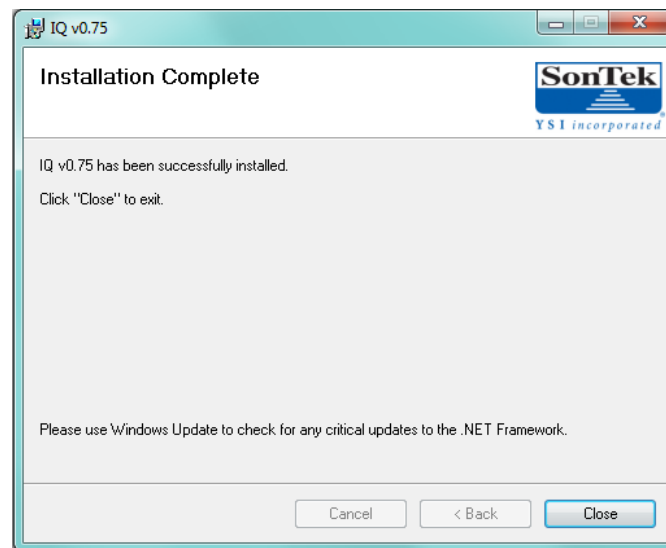 IQ v0.75
Installation Complete
SonTek
YSI incorporated
IQ v0.75 has been successfully installed.
Click "Close" to exit.
Please use Windows Update to check for any critical updates to the .NET Framework.
Cancel
< Back
Close